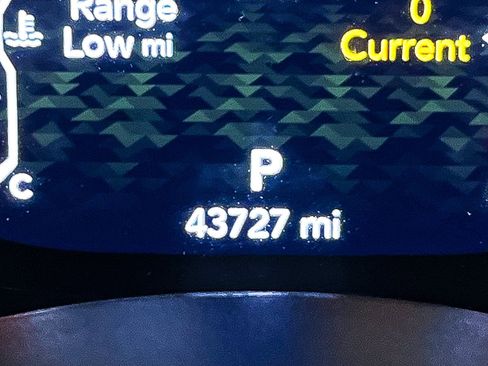 Range
Low mi
0
Current
C
P
43727 mi